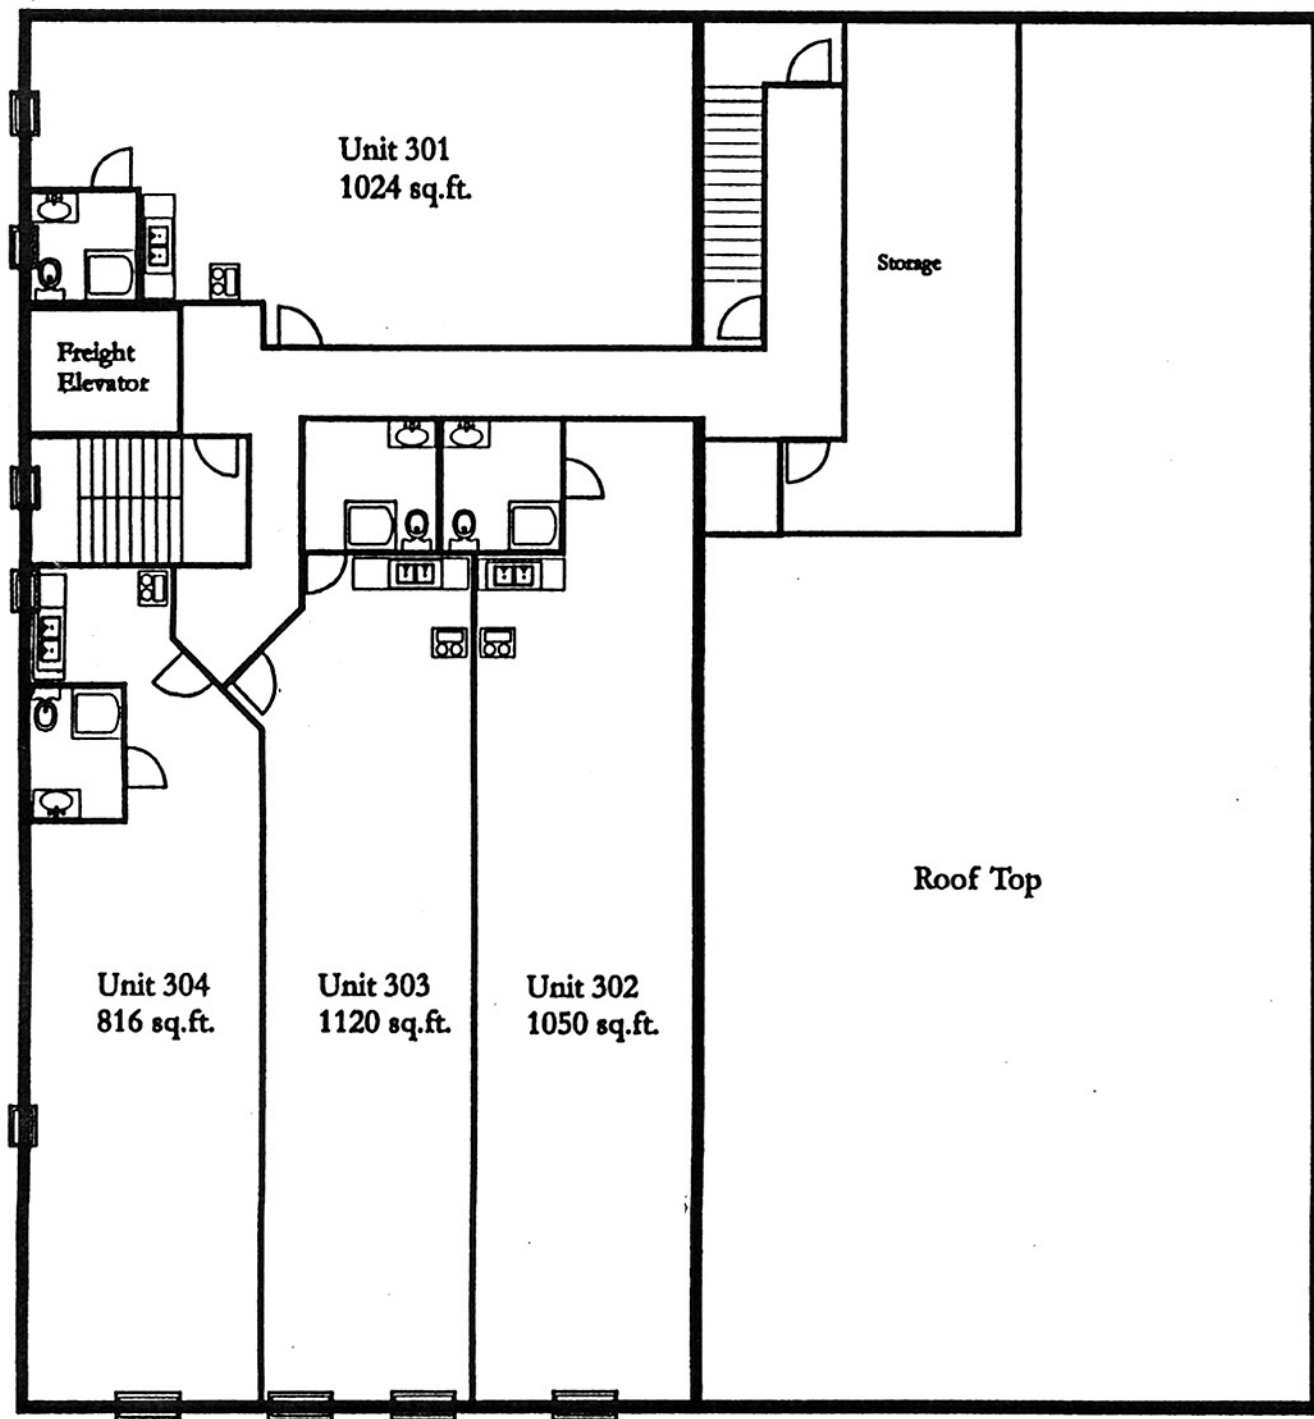 Unit 301
1024 sq.ft.
Storage
Freight
Elevator
Roof Top
Unit 304
816 sq.ft.
Unit 303
1120 sq.ft.
Unit 302
1050 sq.ft.